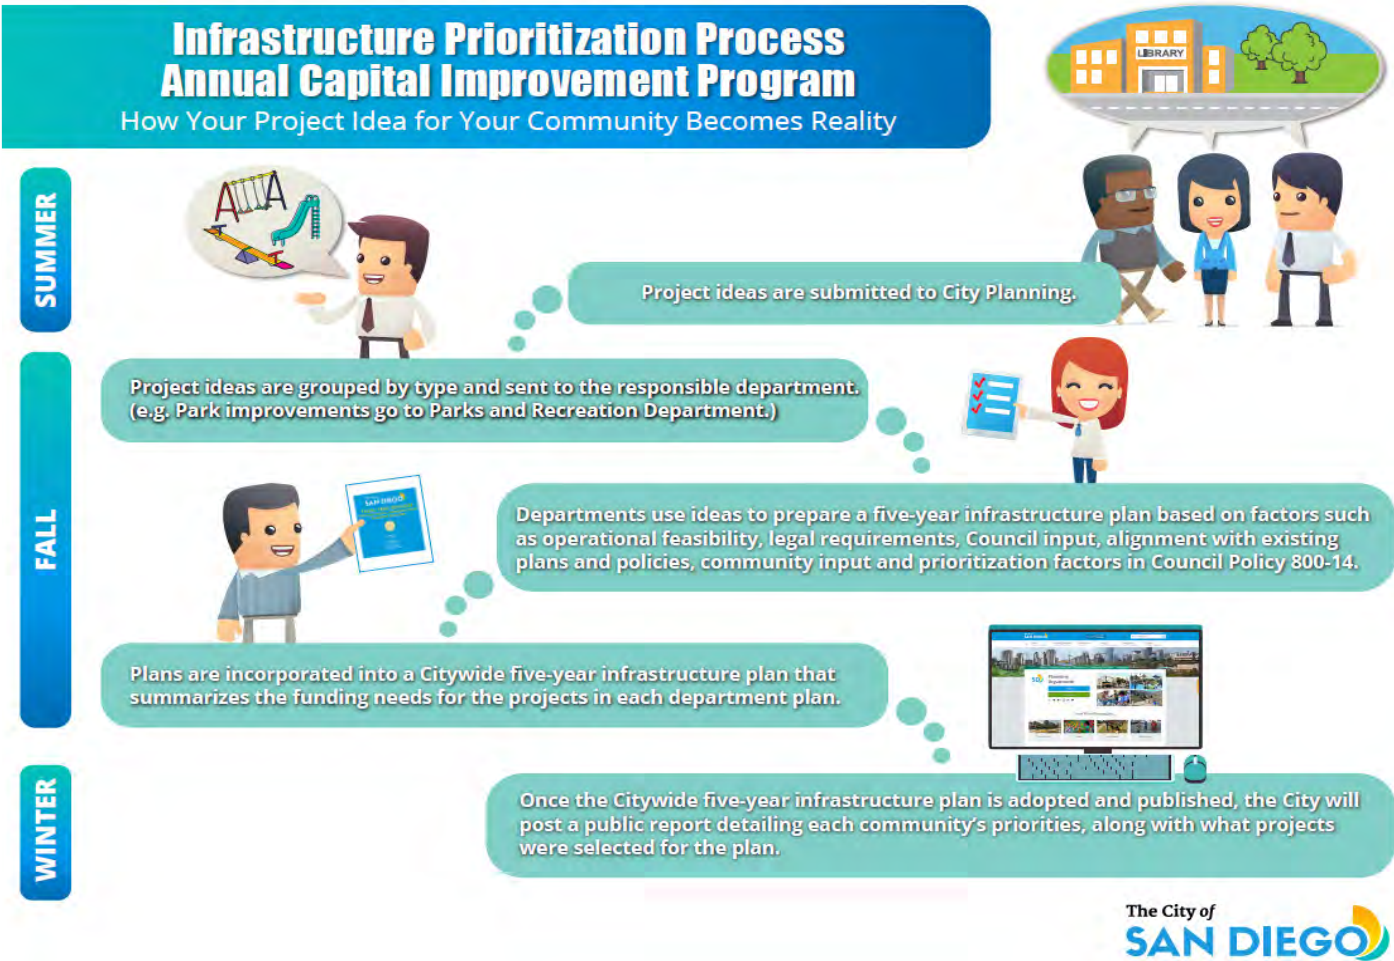 Infrastructure Prioritization Process
Annual Capital Improvement Program
How Your Project Idea for Your Community Becomes Reality
LIBRARY
SUMMER
Project ideas are submitted to City Planning.
FALL
Project ideas are grouped by type and sent to the responsible department.
(e.g. Park improvements go to Parks and Recreation Department.)
SAN DIEGO
Departments use ideas to prepare a five-year infrastructure plan based on factors such
as operational feasibility, legal requirements, Council input, alignment with existing
plans and policies, community input and prioritization factors in Council Policy 800-14.
Plans are incorporated into a Citywide five-year infrastructure plan that
summarizes the funding needs for the projects in each department plan.
WINTER
Once the Citywide five-year infrastructure plan is adopted and published, the City will
post a public report detailing each community's priorities, along with what projects
were selected for the plan.
The City of
SAN DIEGO